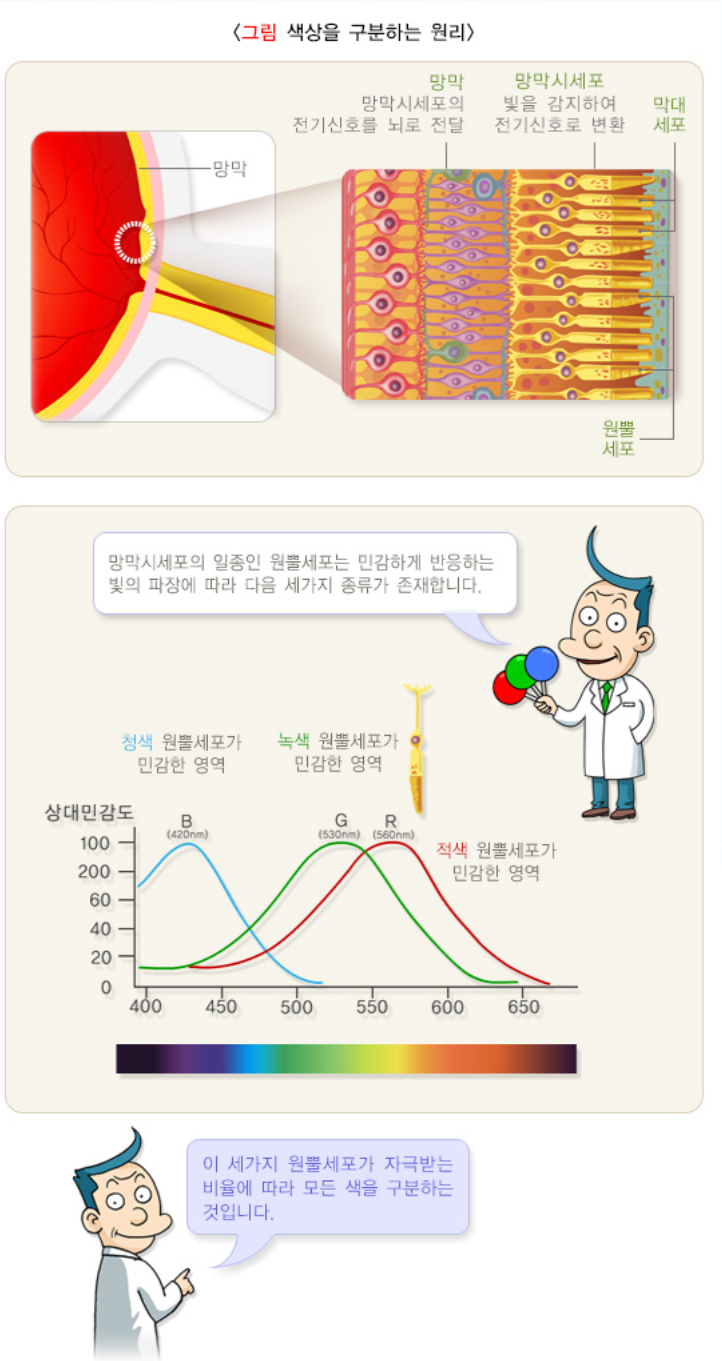 <그림 색상을 구분하는 원리>
망막
망막시세포의
전기신호를 뇌로 전달
망막시세포
빛을 감지하여
전기신호로 변환
막대
세포
망막
원뿔
세포
망막시세포의 일종인 원뿔세포는 민감하게 반응하는
빛의 파장에 따라 다음 세가지 종류가 존재합니다.
청색 원뿔세포가
민감한 영역
녹색 원뿔세포가
민감한 영역
상대민감도
B
(420nm)
G
(530nm)
R
(560nm)
적색 원뿔세포가
민감한 영역
100
200
60
40
20
0
400 450 500 550 600 650
이 세가지 원뿔세포가 자극받는
비율에 따라 모든 색을 구분하는
것입니다.